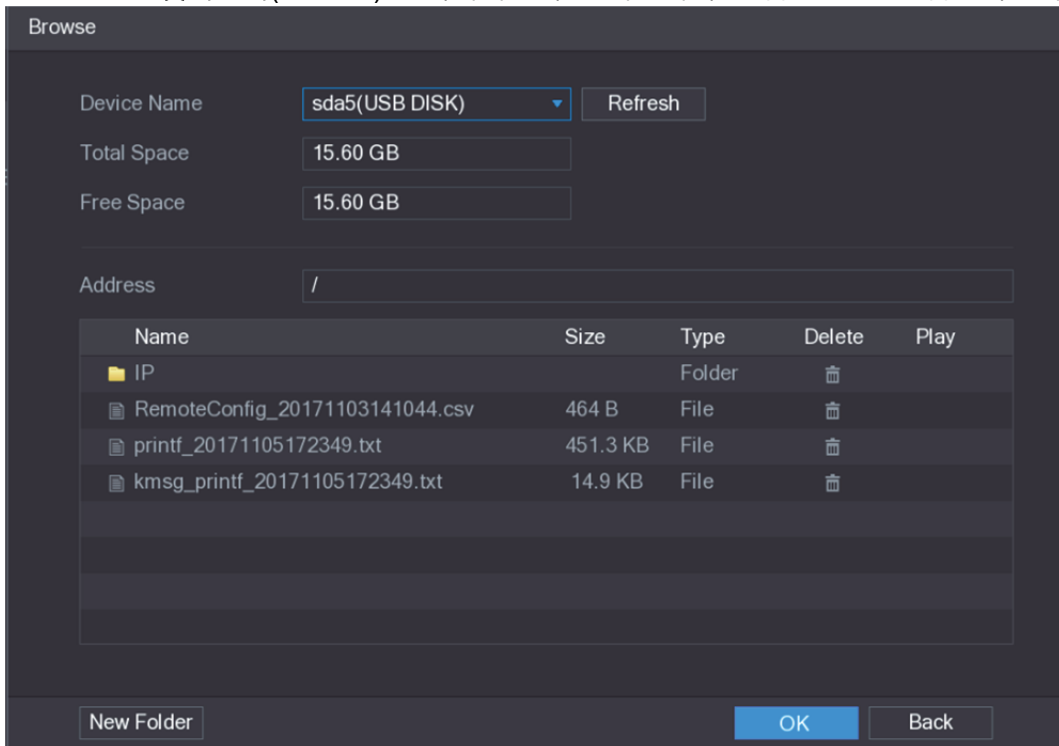 Browse
Device Name sda5(USB DISK) Refresh
Total Space 15.60 GB
Free Space 15.60 GB
Address /
Name Size Type Delete Play
IP Folder
RemoteConfig_20171103141044.csv 464 B File
printf_20171105172349.txt 451.3 KB File
kmsg_printf_20171105172349.txt 14.9 KB File
New Folder OK Back